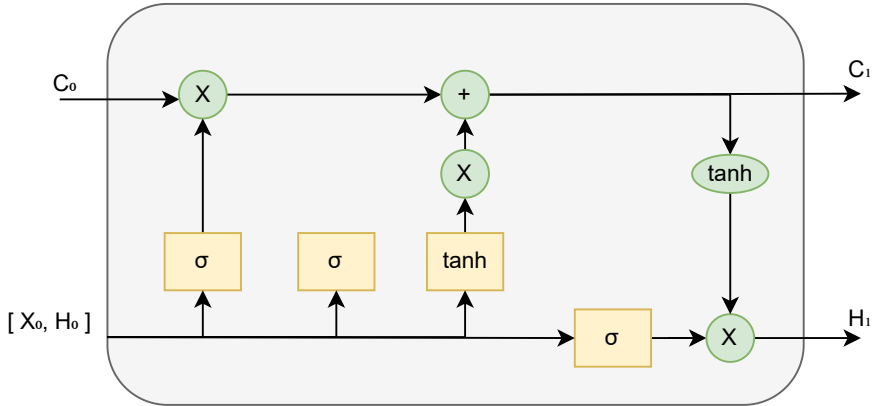 C₀
X
+
C₁
X
tanh
σ
σ
tanh
[ X₀, H₀ ]
σ
X
H₁